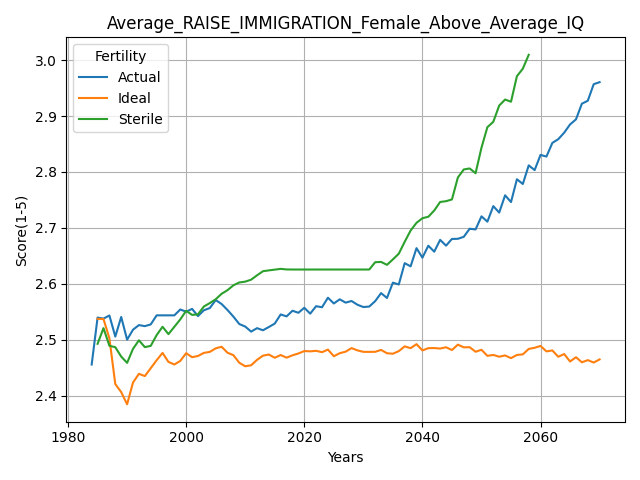 Average_RAISE_IMMIGRATION_Female_Above_Average_IQ
Fertility
Actual
Ideal
Sterile
Score(1-5)
3.0
2.9
2.8
2.7
2.6
2.5
2.4
1980
2000
2020
2040
2060
Years